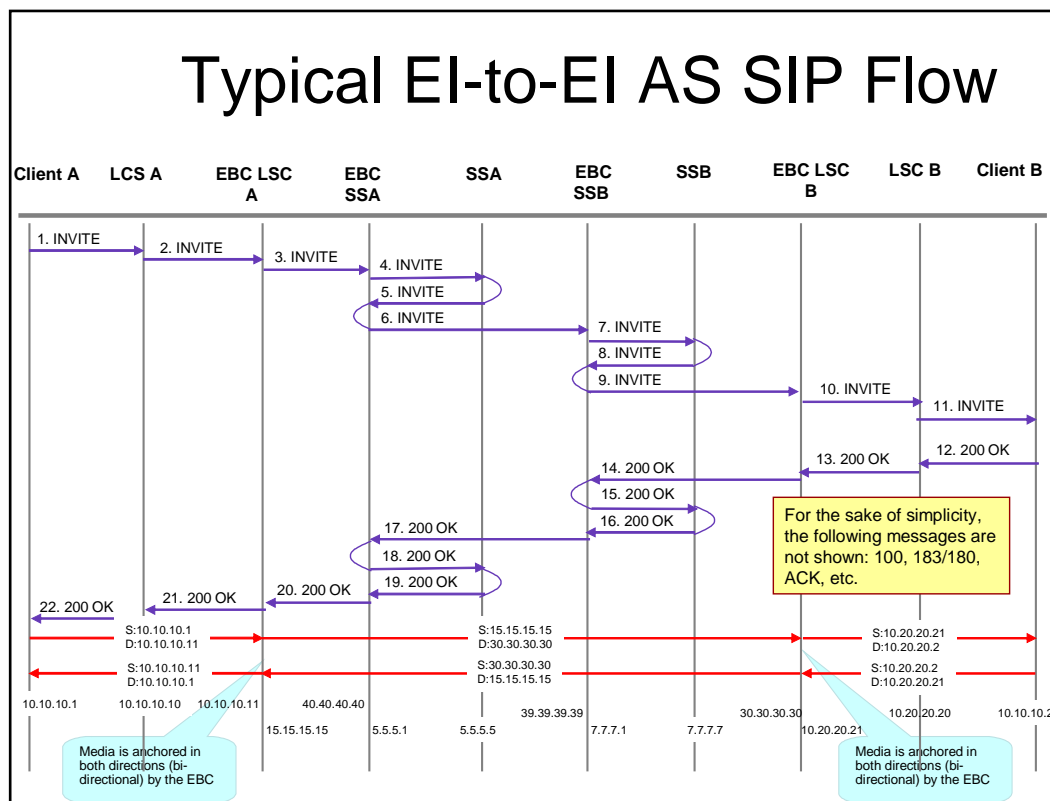 Typical EI-to-EI AS SIP Flow
Client A
LCS A
EBC LSC
A
EBC
SSA
SSA
EBC
SSB
SSB
EBC LSC
B
LSC B
Client B
1. INVITE
2. INVITE
3. INVITE
4. INVITE
5. INVITE
6. INVITE
7. INVITE
8. INVITE
9. INVITE
10. INVITE
11. INVITE
12. 200 OK
13. 200 OK
14. 200 OK
15. 200 OK
16. 200 OK
17. 200 OK
18. 200 OK
19. 200 OK
20. 200 OK
21. 200 OK
22. 200 OK
For the sake of simplicity,
the following messages are
not shown: 100, 183/180,
ACK, etc.
S:10.10.10.1
D:10.10.10.11
S:15.15.15.15
D:30.30.30.30
S:10.20.20.21
D:10.20.20.2
S:10.10.10.11
D:10.10.10.1
S:30.30.30.30
D:15.15.15.15
S:10.20.20.2
D:10.20.20.21
10.10.10.1
10.10.10.10
10.10.10.11
15.15.15.15
40.40.40.40
5.5.5.1
5.5.5.5
39.39.39.39
7.7.7.1
7.7.7.7
30.30.30.30
10.20.20.21
10.20.20.20
10.10.10.2
Media is anchored in
both directions (bi-
directional) by the EBC
Media is anchored in
both directions (bi-
directional) by the EBC